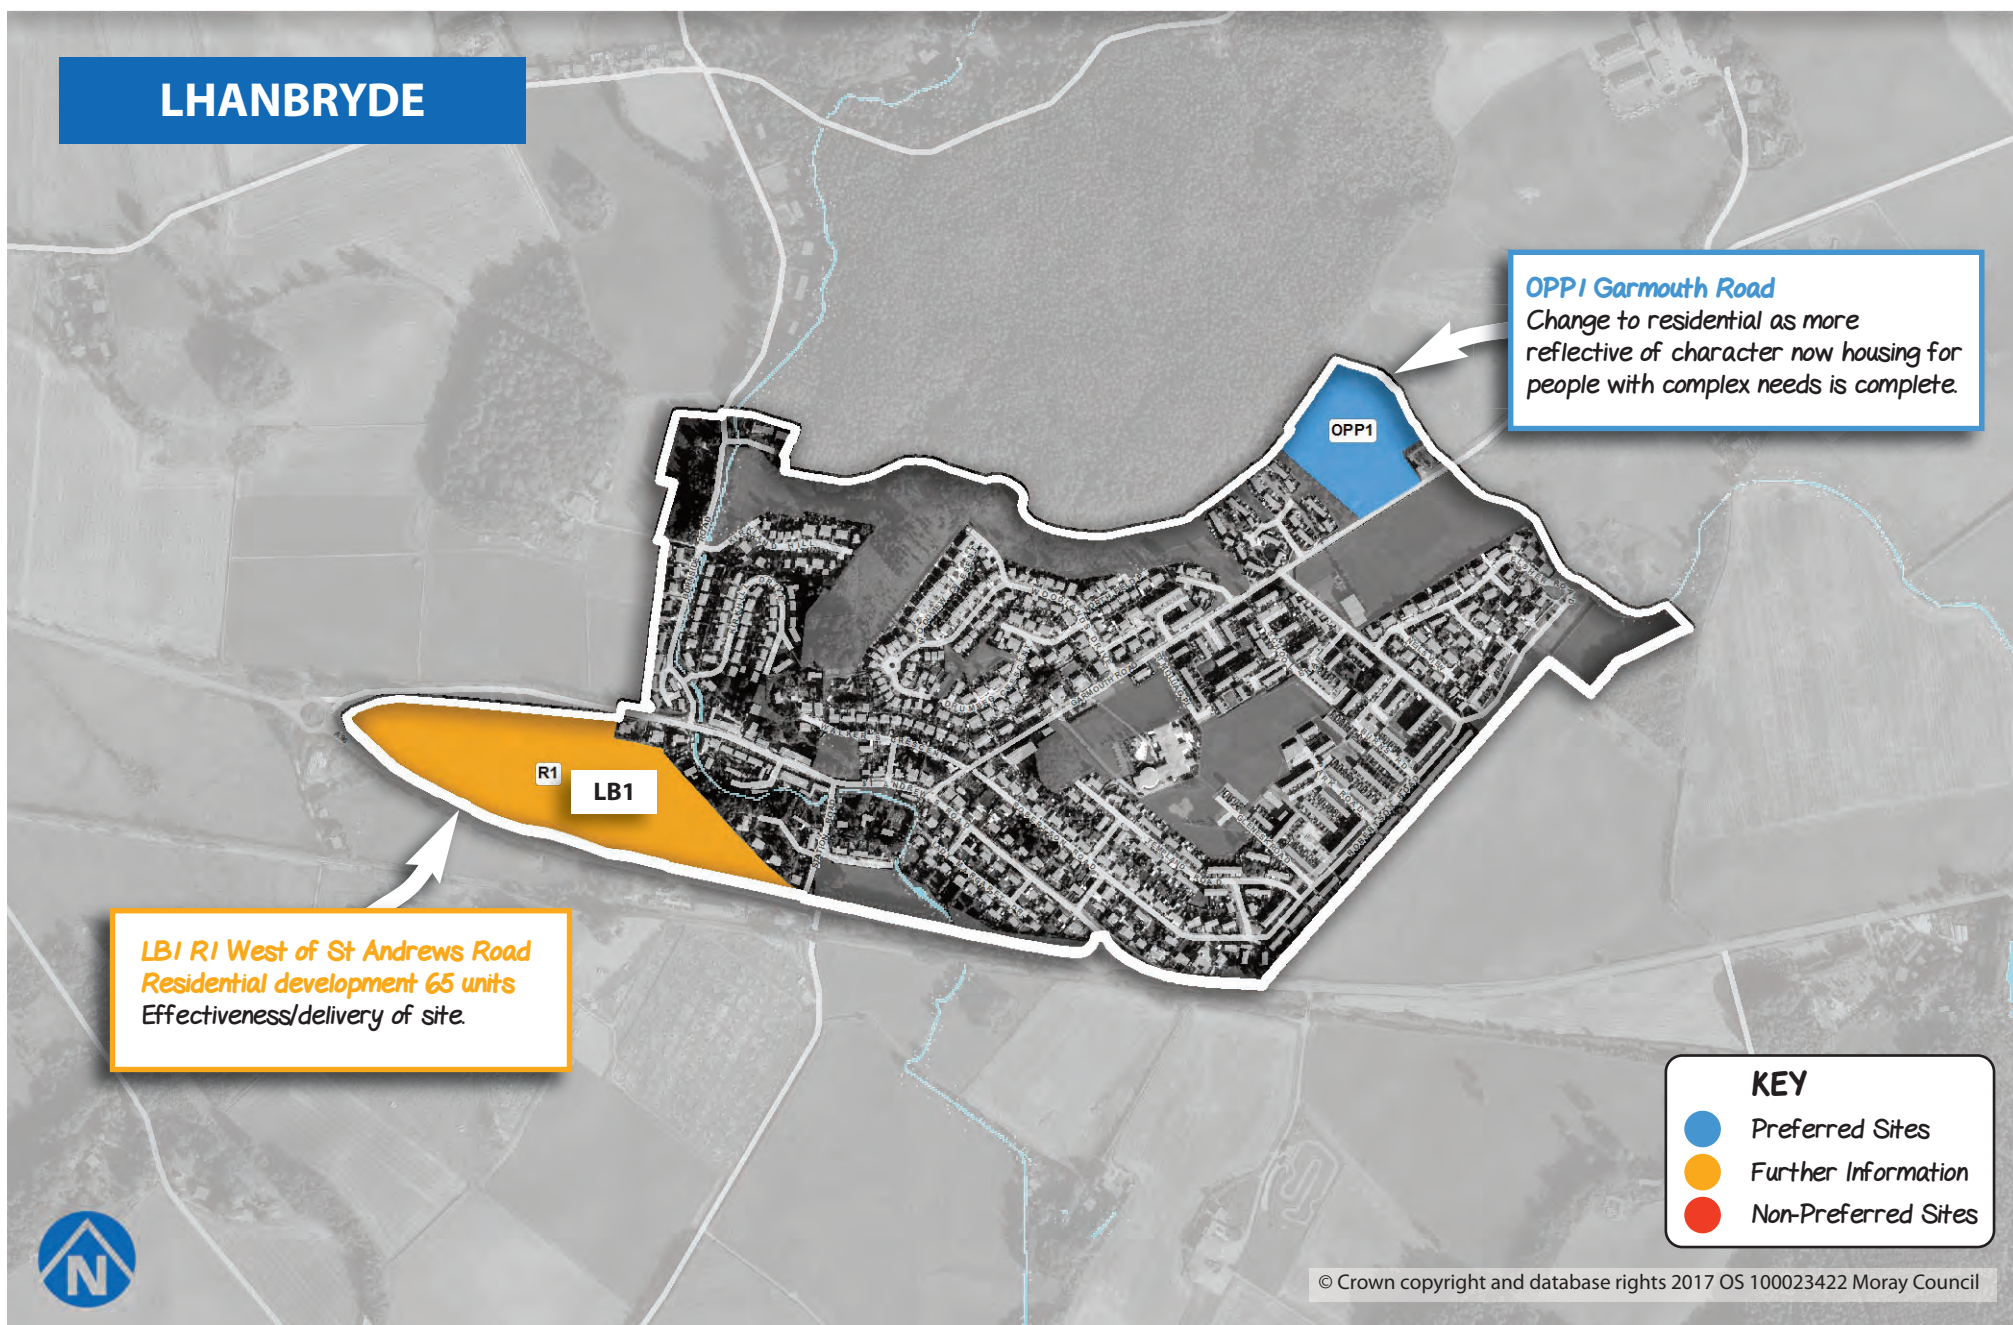 LHANBRYDE
OPP1 Garmouth Road
Change to residential as more
reflective of character now housing for
people with complex needs is complete.
OPP1
R1
LB1
A96
GARMOUTH ROAD
LB1 R1 West of St Andrews Road
Residential development 65 units
Effectiveness/delivery of site.
KEY
Preferred Sites
Further Information
Non-Preferred Sites
N
© Crown copyright and database rights 2017 OS 100023422 Moray Council